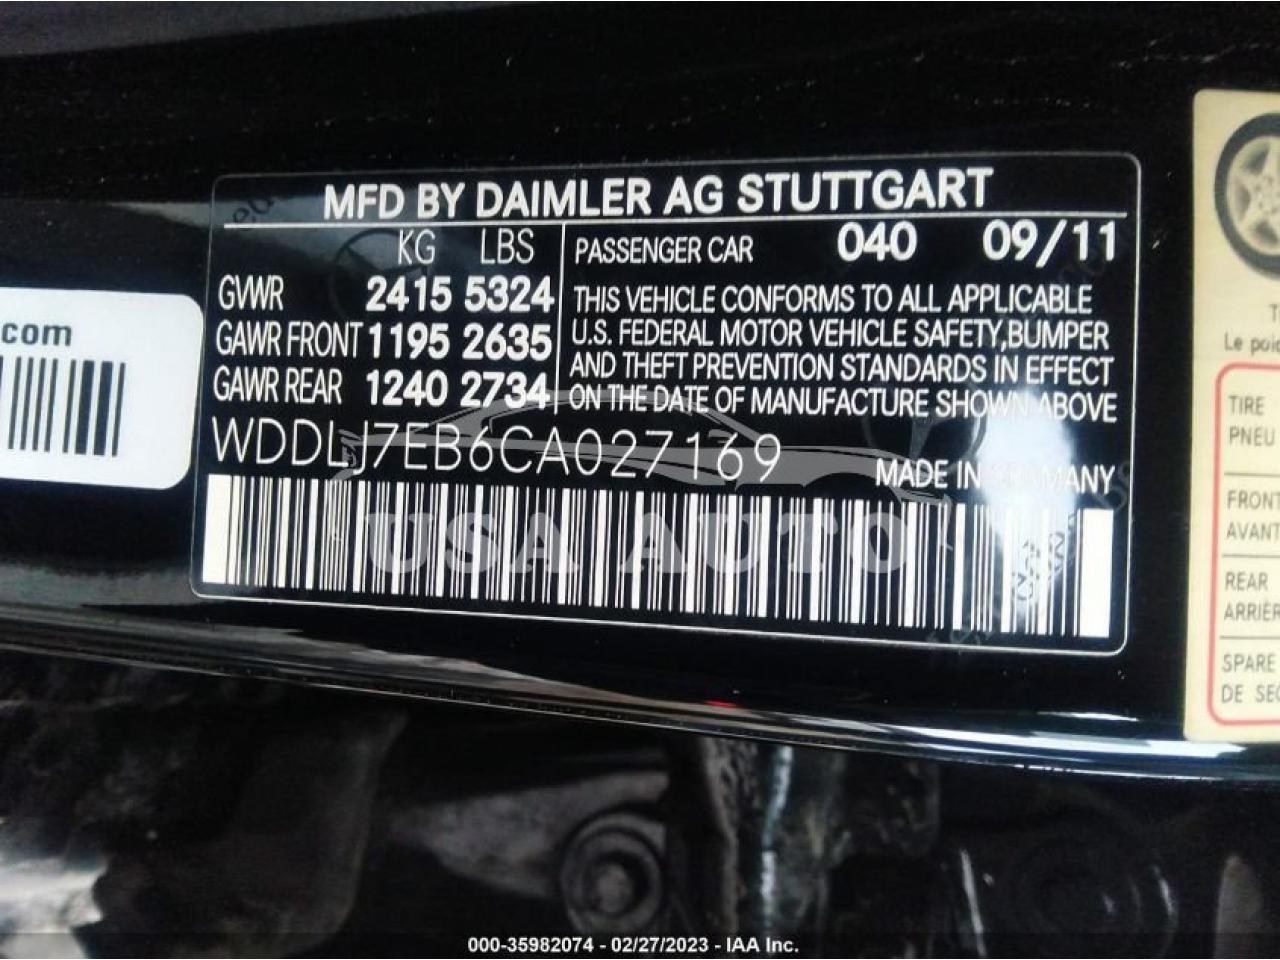 MFD BY DAIMLER AG STUTTGART
KG LBS
PASSENGER CAR 040 09/11
GVWR 2415 5324
GAWR FRONT 1195 2635
GAWR REAR 1240 2734
THIS VEHICLE CONFORMS TO ALL APPLICABLE
U.S. FEDERAL MOTOR VEHICLE SAFETY,BUMPER
AND THEFT PREVENTION STANDARDS IN EFFECT
ON THE DATE OF MANUFACTURE SHOWN ABOVE
WDDLJ7EB6CA027169
MADE IN GERMANY
USA AUTO
.com
Le poid
TIRE
PNEU
FRONT
AVANT
REAR
ARRIÈR
SPARE
DE SEC
000-35982074 - 02/27/2023 - IAA Inc.